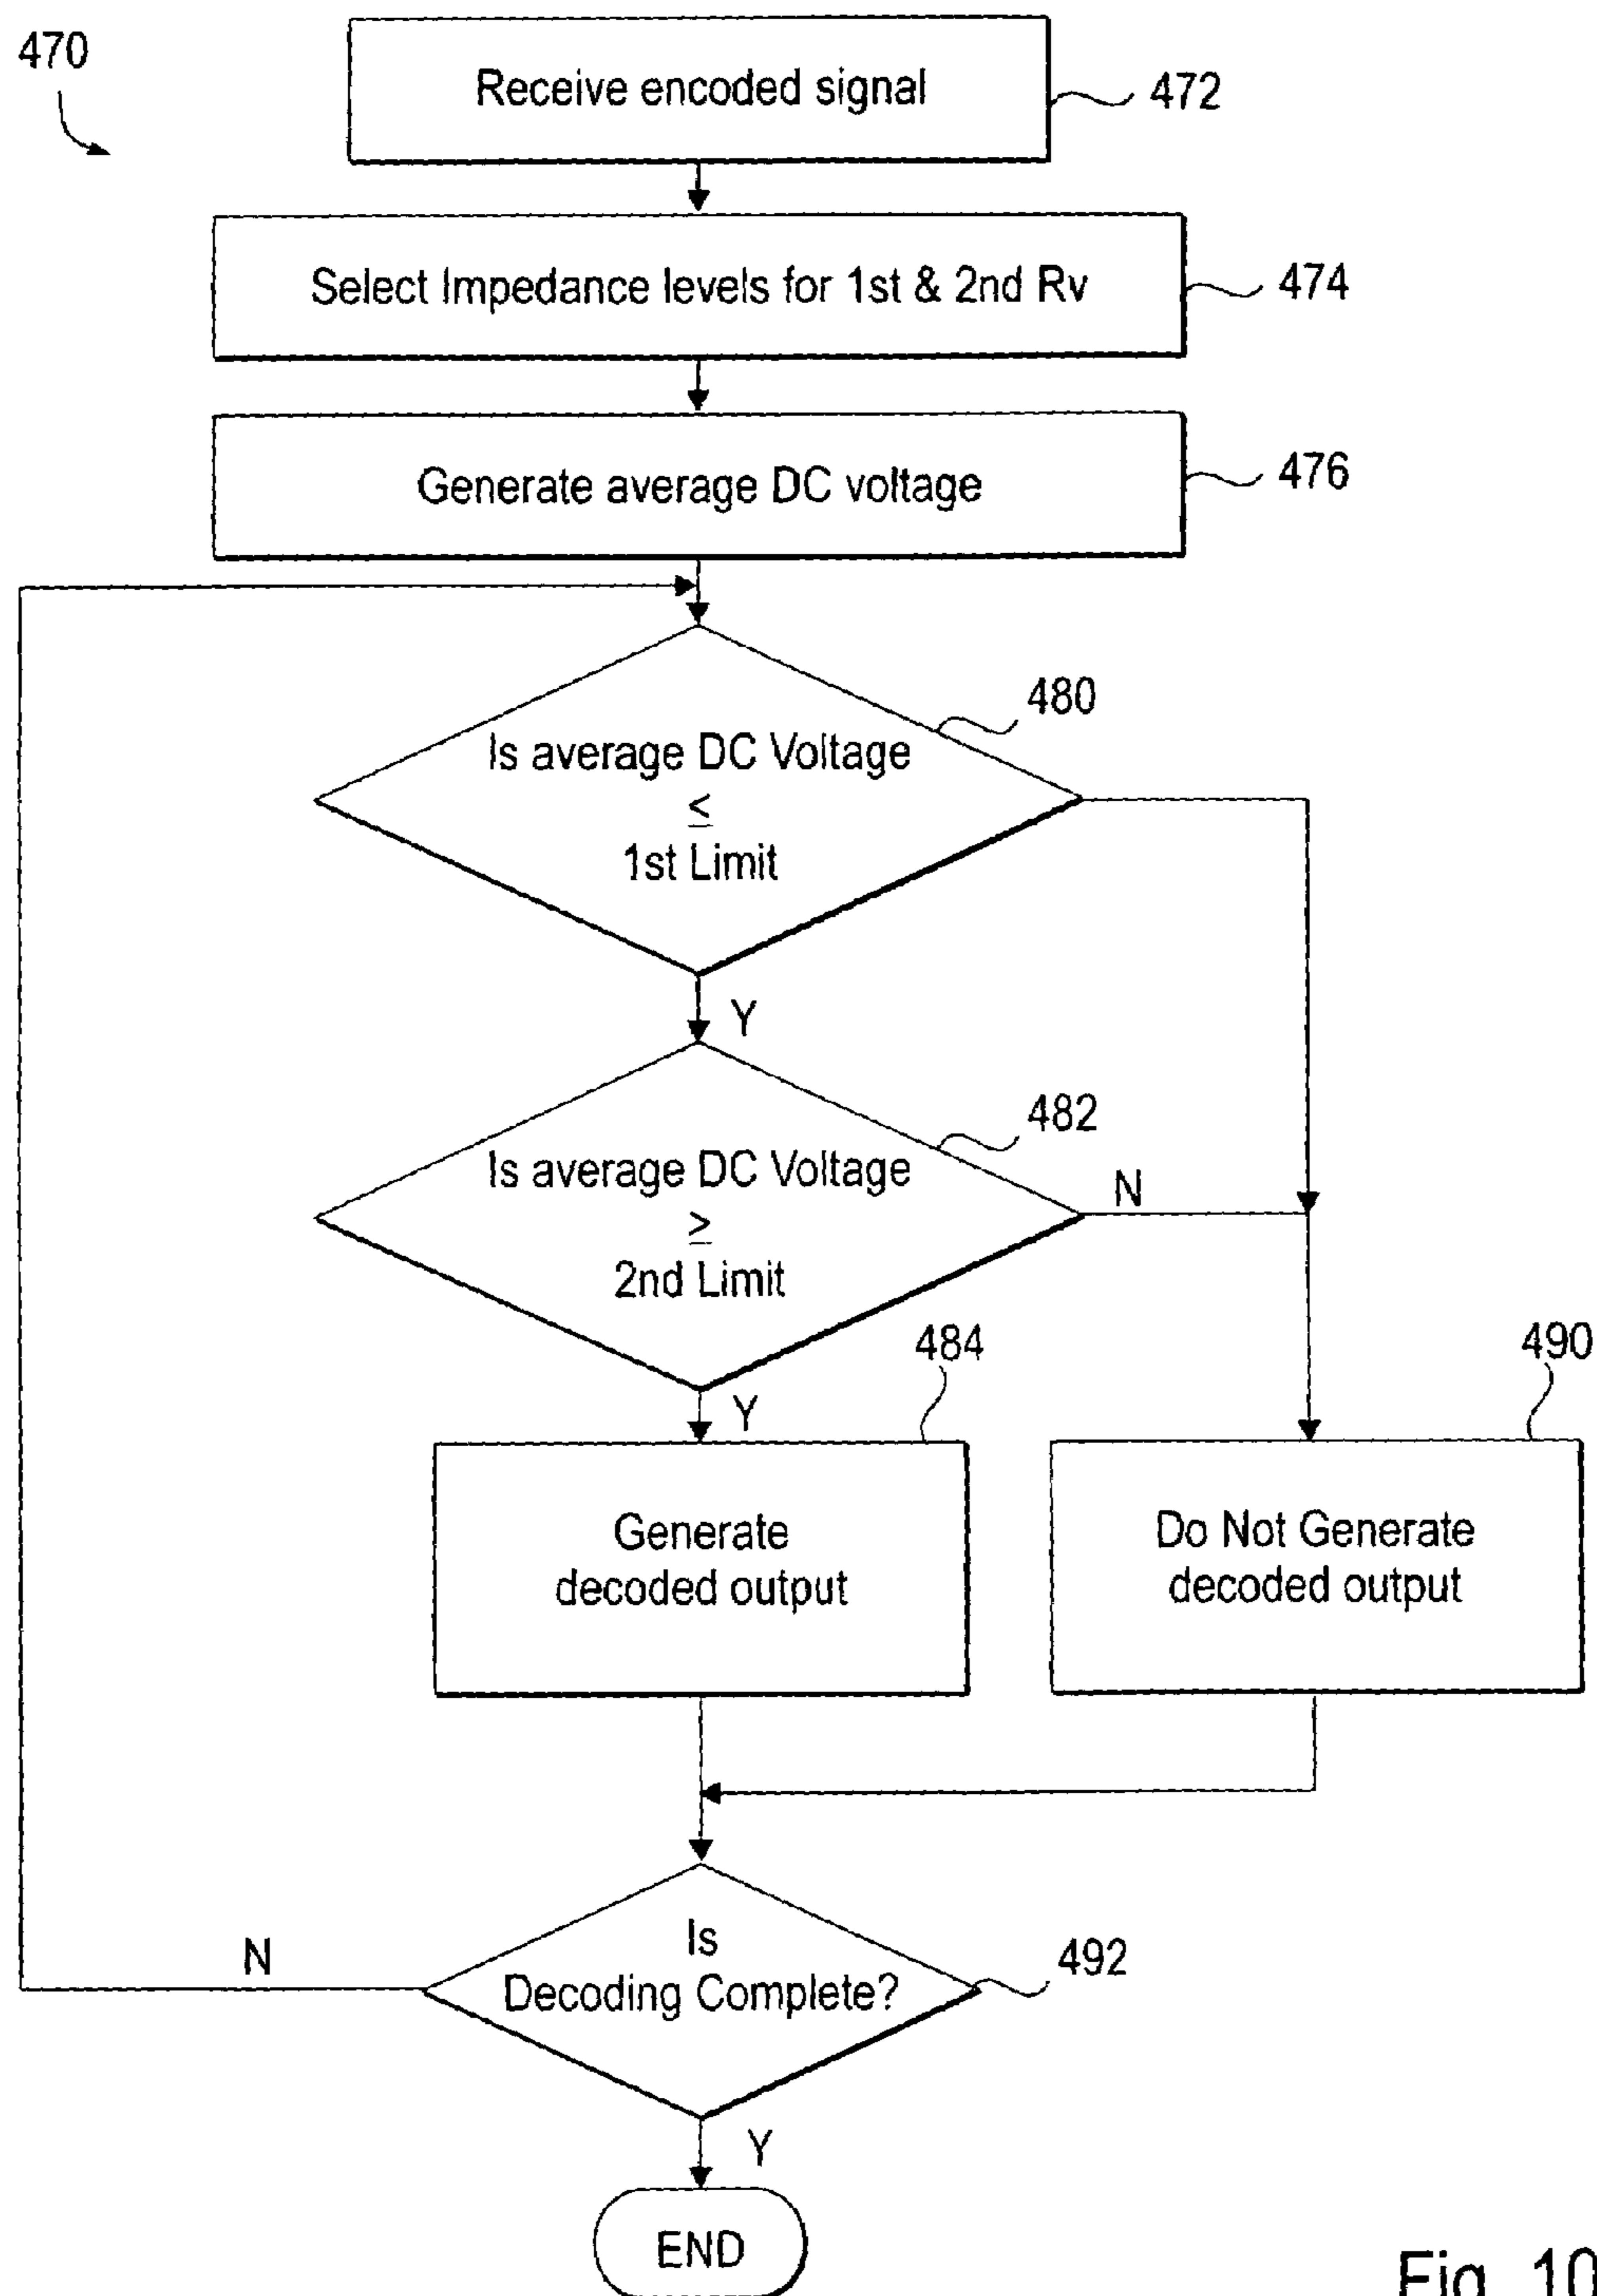 470
Receive encoded signal
472
Select Impedance levels for 1st & 2nd Rv
474
Generate average DC voltage
476
480
Is average DC Voltage
≤
1st Limit
Y
482
Is average DC Voltage
≥
2nd Limit
N
Y
484
490
Generate
decoded output
Do Not Generate
decoded output
Is
Decoding Complete?
492
N
Y
END
Fig. 10